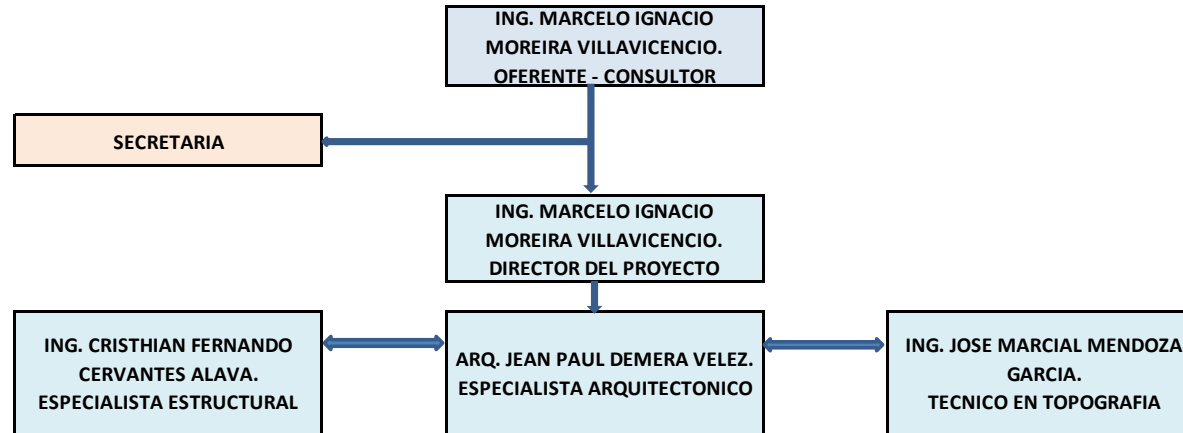 ING. MARCELO IGNACIO
MOREIRA VILLAVICENCIO.
OFERENTE - CONSULTOR
SECRETARIA
ING. MARCELO IGNACIO
MOREIRA VILLAVICENCIO.
DIRECTOR DEL PROYECTO
ING. CRISTHIAN FERNANDO
CERVANTES ALAVA.
ESPECIALISTA ESTRUCTURAL
ARQ. JEAN PAUL DEMERA VELEZ.
ESPECIALISTA ARQUITECTONICO
ING. JOSE MARCIAL MENDOZA
GARCIA.
TECNICO EN TOPOGRAFIA